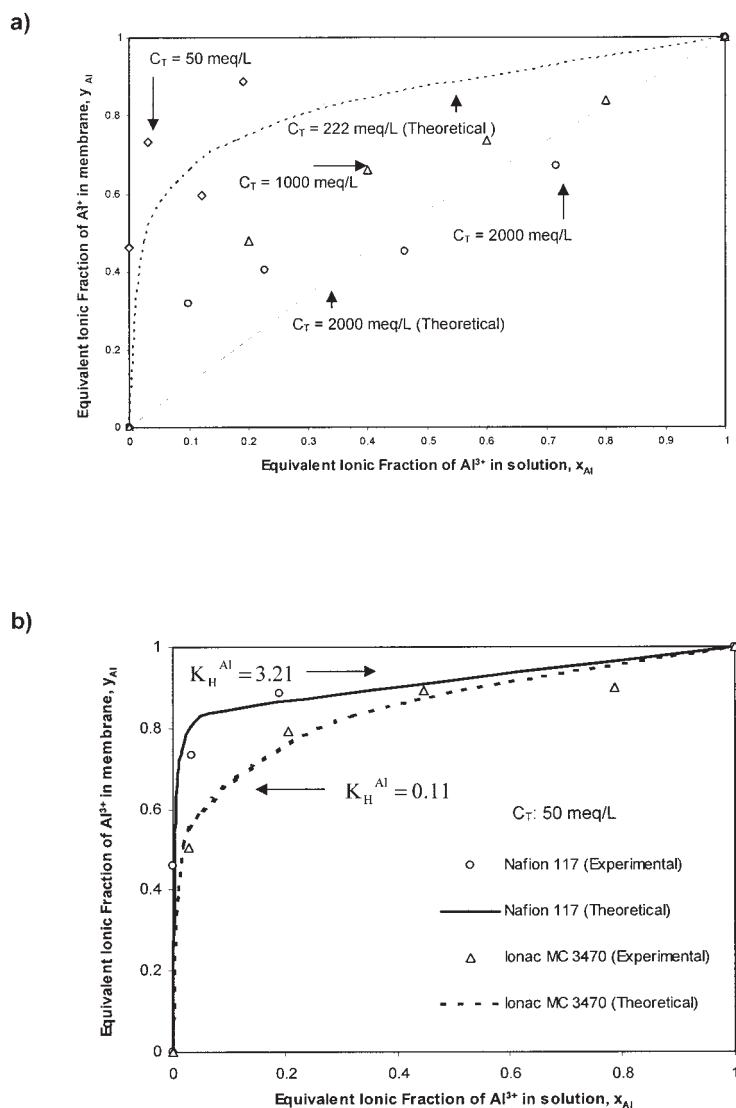 a)
C_T = 50 meq/L
C_T = 222 meq/L (Theoretical )
C_T = 1000 meq/L
C_T = 2000 meq/L
C_T = 2000 meq/L (Theoretical)
Equivalent Ionic Fraction of Al³⁺ in membrane, y_Al
1
0.8
0.6
0.4
0.2
0
0 0.1 0.2 0.3 0.4 0.5 0.6 0.7 0.8 0.9 1
Equivalent Ionic Fraction of Al³⁺ in solution, x_Al
b)
K_H^Al = 3.21
K_H^Al = 0.11
C_T: 50 meq/L
Nafion 117 (Experimental)
Nafion 117 (Theoretical)
Ionac MC 3470 (Experimental)
Ionac MC 3470 (Theoretical)
Equivalent Ionic Fraction of Al³⁺ in membrane, y_Al
1
0.8
0.6
0.4
0.2
0
0 0.2 0.4 0.6 0.8 1
Equivalent Ionic Fraction of Al³⁺ in solution, x_Al